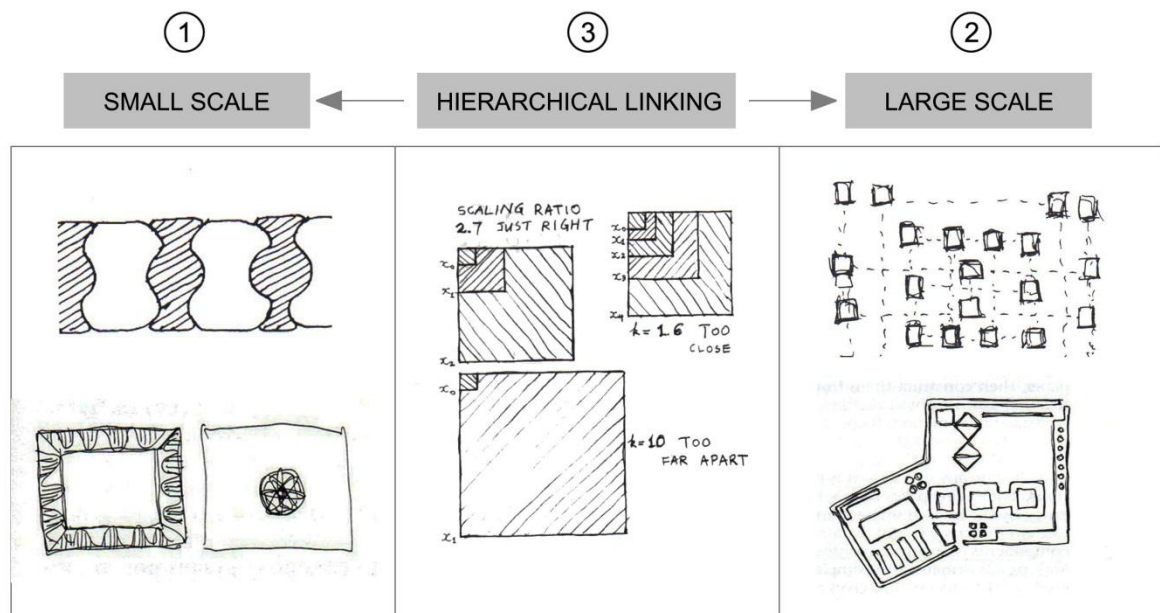 1
3
2
SMALL SCALE
HIERARCHICAL LINKING
LARGE SCALE
SCALING RATIO
2.7 JUST RIGHT
x₀
x₁
x₂
x₀
x₁
x₂
x₃
x₄
k=1.6 TOO
CLOSE
x₀
x₁
k=10 TOO
FAR APART